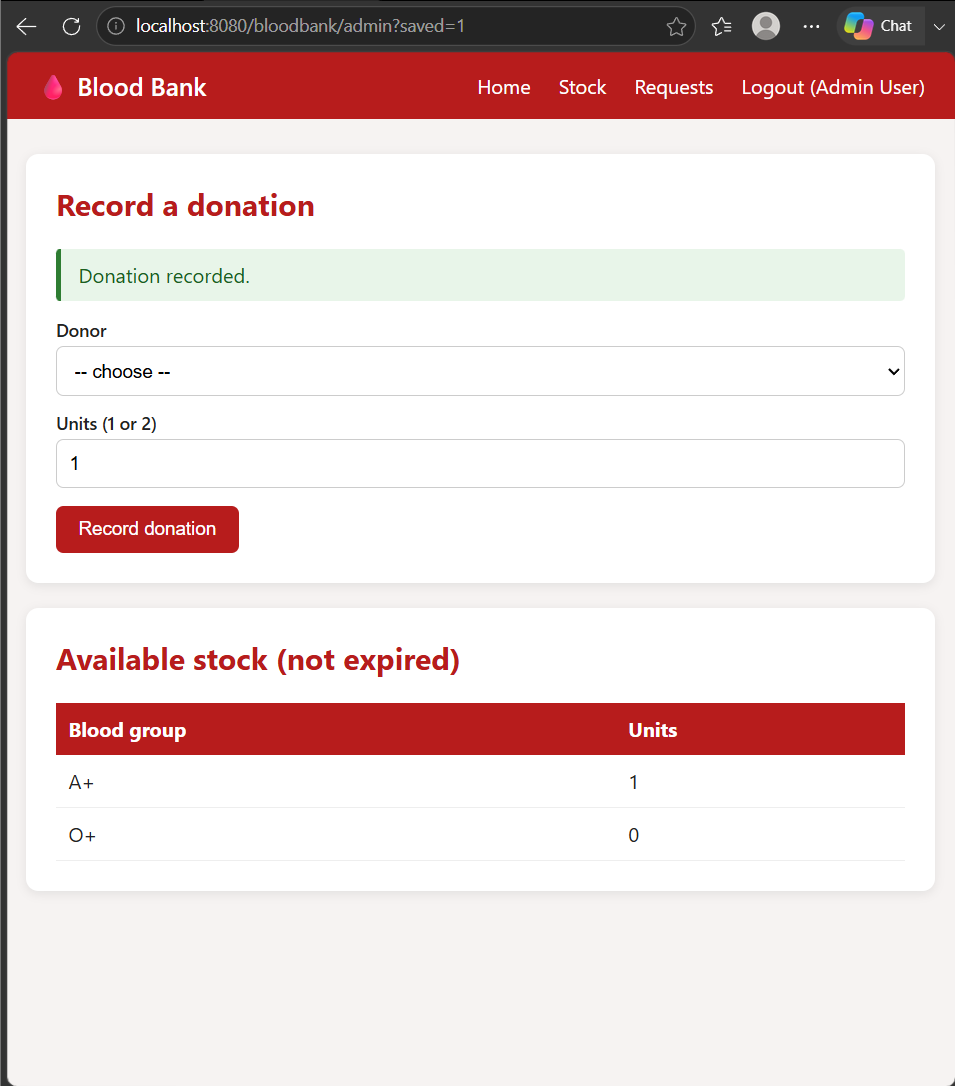 localhost:8080/bloodbank/admin?saved=1
Chat
Blood Bank
Home Stock Requests Logout (Admin User)
Record a donation
Donation recorded.
Donor
-- choose --
Units (1 or 2)
1
Record donation
Available stock (not expired)
Blood group Units
A+ 1
O+ 0